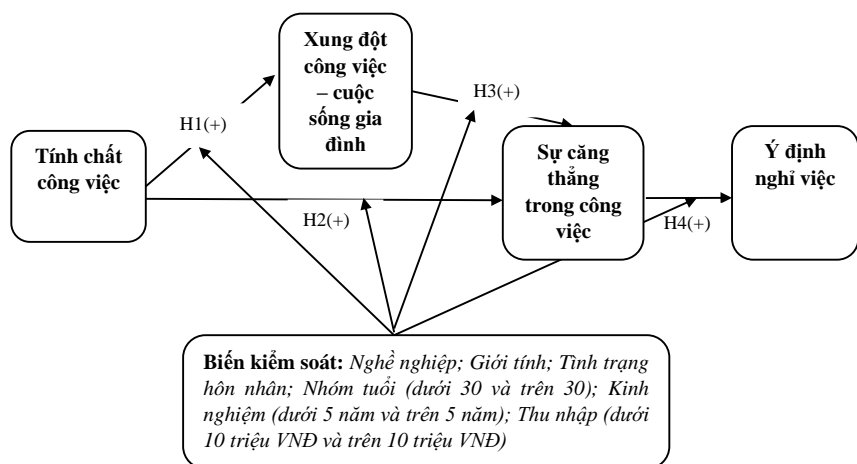 Xung đột
công việc
– cuộc
sống gia
đình
H3(+)
H1(+)
Tính chất
công việc
Sự căng
thẳng
trong công
việc
Ý định
nghỉ việc
H2(+)
H4(+)
Biến kiểm soát: Nghề nghiệp; Giới tính; Tình trạng
hôn nhân; Nhóm tuổi (dưới 30 và trên 30); Kinh
nghiệm (dưới 5 năm và trên 5 năm); Thu nhập (dưới
10 triệu VNĐ và trên 10 triệu VNĐ)